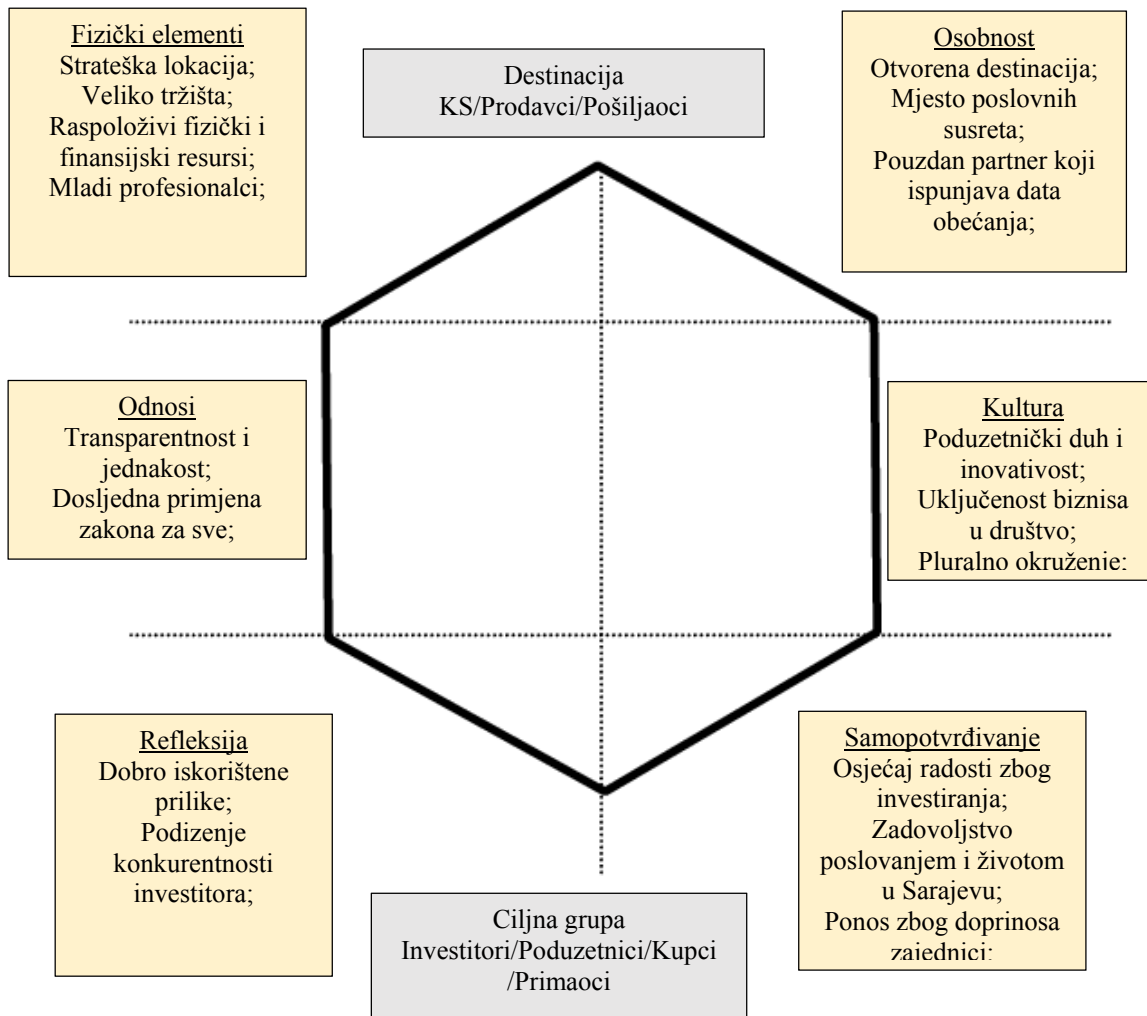 Fizički elementi
Strateška lokacija;
Veliko tržišta;
Raspoloživi fizički i
finansijski resursi;
Mladi profesionalci;
Destinacija
KS/Prodavci/Pošiljaoci
Osobnost
Otvorena destinacija;
Mjesto poslovnih
susreta;
Pouzdan partner koji
ispunjava data
obećanja;
Odnosi
Transparentnost i
jednakost;
Dosljedna primjena
zakona za sve;
Kultura
Poduzetnički duh i
inovativost;
Uključenost biznisa
u društvo;
Pluralno okruženje;
Refleksija
Dobro iskorištene
prilike;
Podizenje
konkurentnosti
investitora;
Ciljna grupa
Investitori/Poduzetnici/Kupci
/Primaoci
Samopotvrđivanje
Osjećaj radosti zbog
investiranja;
Zadovoljstvo
poslovanjem i životom
u Sarajevu;
Ponos zbog doprinosa
zajednici;